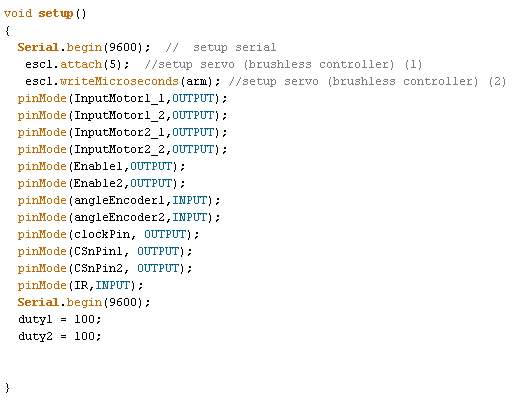 void setup()
{
  Serial.begin(9600);  //  setup serial
   escl.attach(5);  //setup servo (brushless controller) (1)
   escl.writeMicroseconds(arm); //setup servo (brushless controller) (2)
  pinMode(InputMotor1_1,OUTPUT);
  pinMode(InputMotor1_2,OUTPUT);
  pinMode(InputMotor2_1,OUTPUT);
  pinMode(InputMotor2_2,OUTPUT);
  pinMode(Enable1,OUTPUT);
  pinMode(Enable2,OUTPUT);
  pinMode(angleEncoder1,INPUT);
  pinMode(angleEncoder2,INPUT);
  pinMode(clockPin, OUTPUT);
  pinMode(CSnPin1, OUTPUT);
  pinMode(CSnPin2, OUTPUT);
  pinMode(IR,INPUT);
  Serial.begin(9600);
  duty1 = 100;
  duty2 = 100;
}